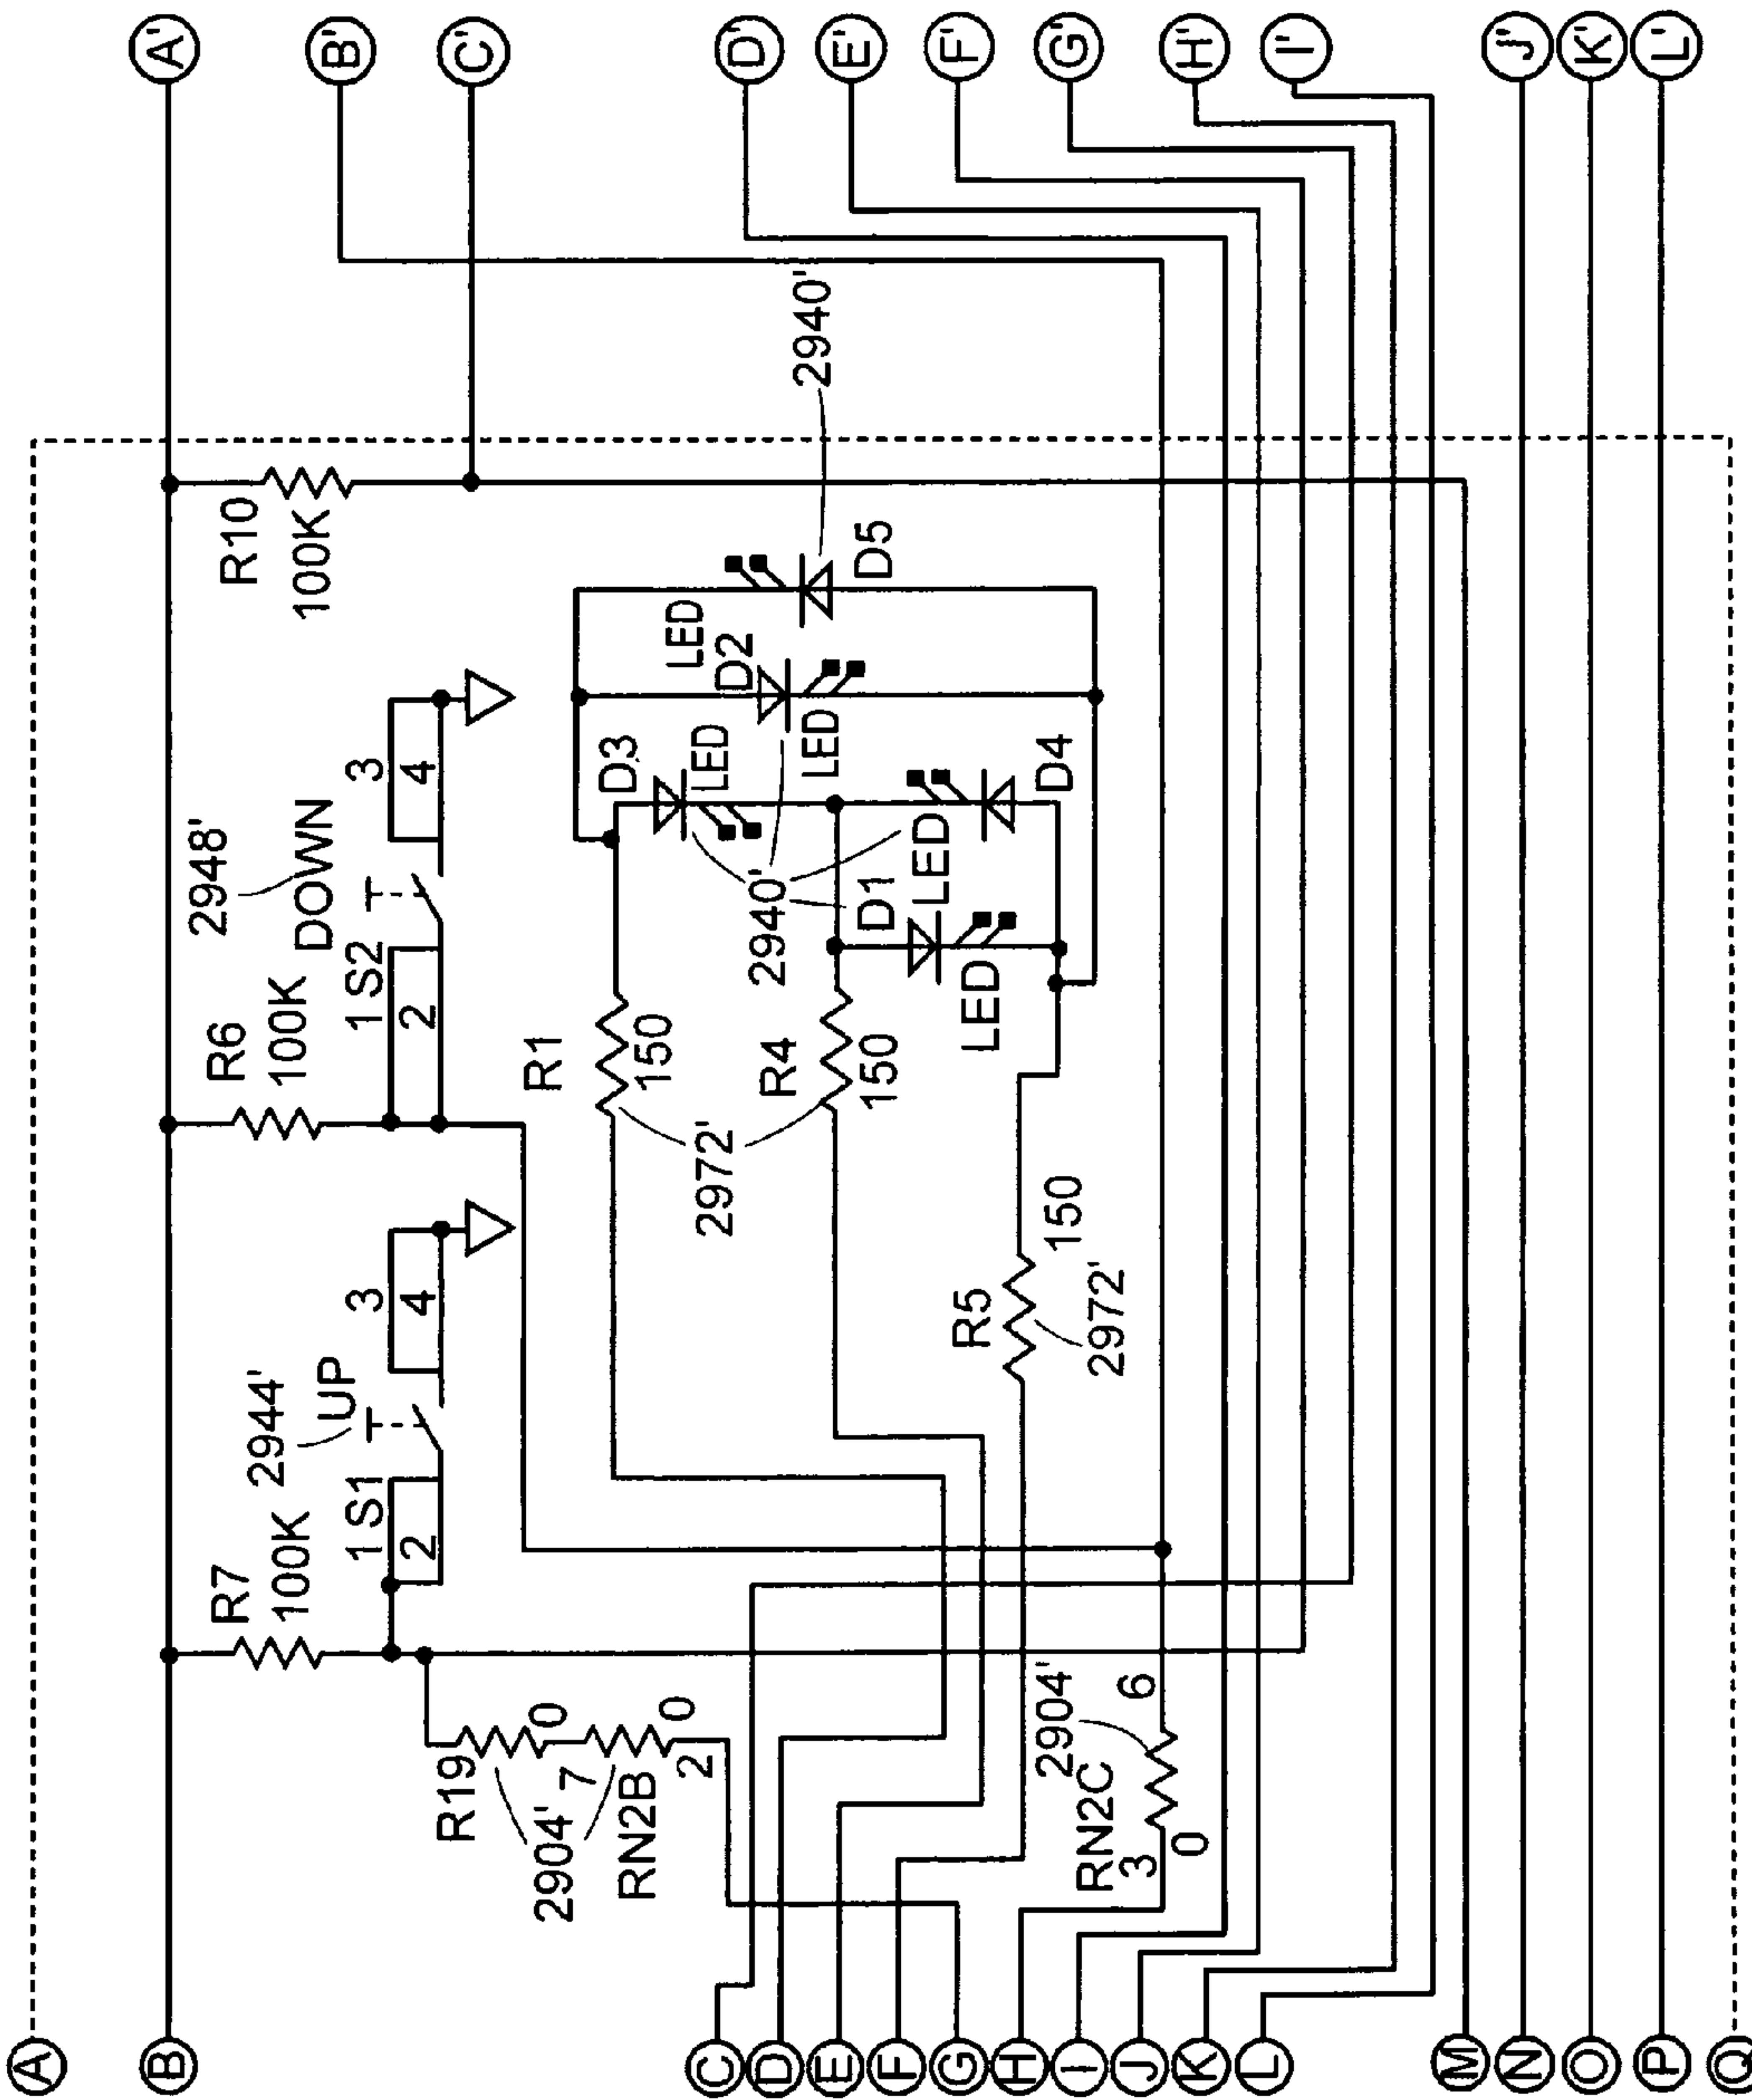 A
B
C
D
E
F
G
H
I
J
K
L
M
N
O
P
Q
A'
B'
C'
D'
E'
F'
G'
H'
I'
J'
K'
L'
R7
100K
2944'
UP
1 S1
2
3
4
R6
100K
2948'
DOWN
1 S2
2
3
4
R10
100K
R19
0
7
RN2B
0
2
2904'
R1
150
R4
150
2972'
R5
150
2972'
D3
LED
D2
LED
LED
D5
2940'
2940'
D1
LED
LED
D4
2904'
RN2C
6
3
0